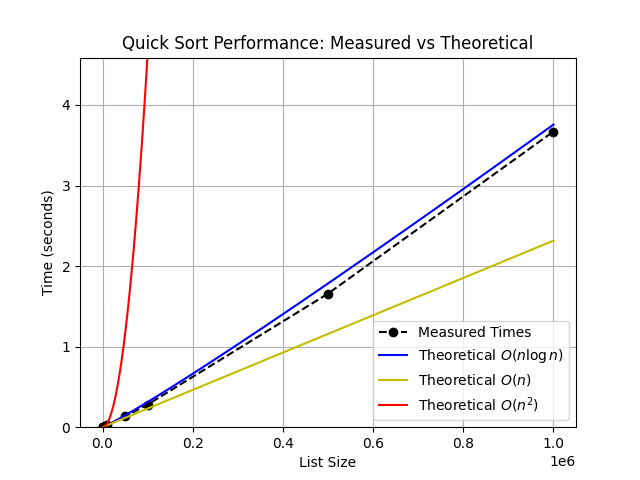 Quick Sort Performance: Measured vs Theoretical
Time (seconds)
4
3
2
1
0
0.0 0.2 0.4 0.6 0.8 1.0
1e6
List Size
Measured Times
Theoretical O(n log n)
Theoretical O(n)
Theoretical O(n²)